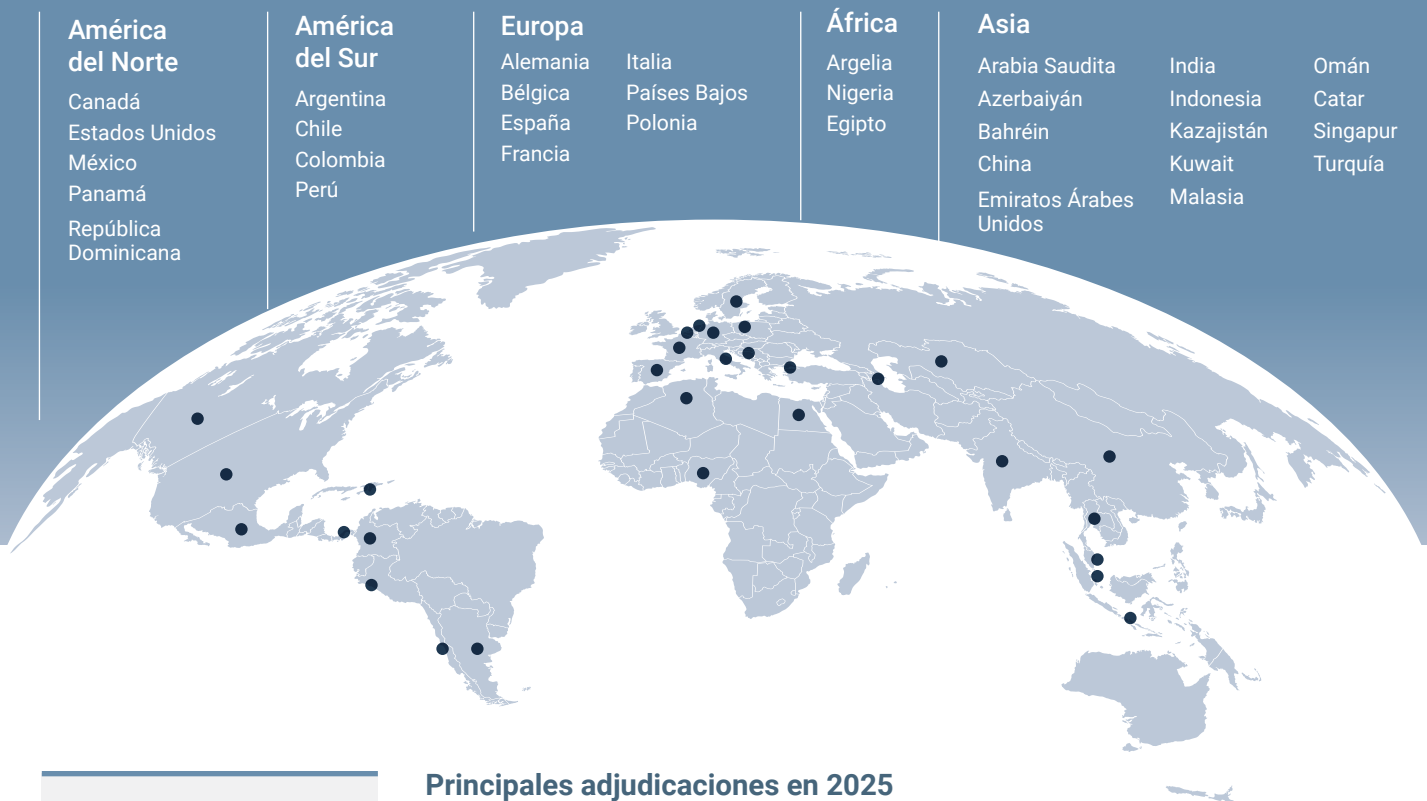 América
del Norte
Canadá
Estados Unidos
México
Panamá
República
Dominicana
América
del Sur
Argentina
Chile
Colombia
Perú
Europa
Alemania
Bélgica
España
Francia
Italia
Países Bajos
Polonia
África
Argelia
Nigeria
Egipto
Asia
Arabia Saudita
Azerbaiyán
Bahréin
China
Emiratos Árabes
Unidos
India
Indonesia
Kazajistán
Kuwait
Malasia
Omán
Catar
Singapur
Turquía
Principales adjudicaciones en 2025